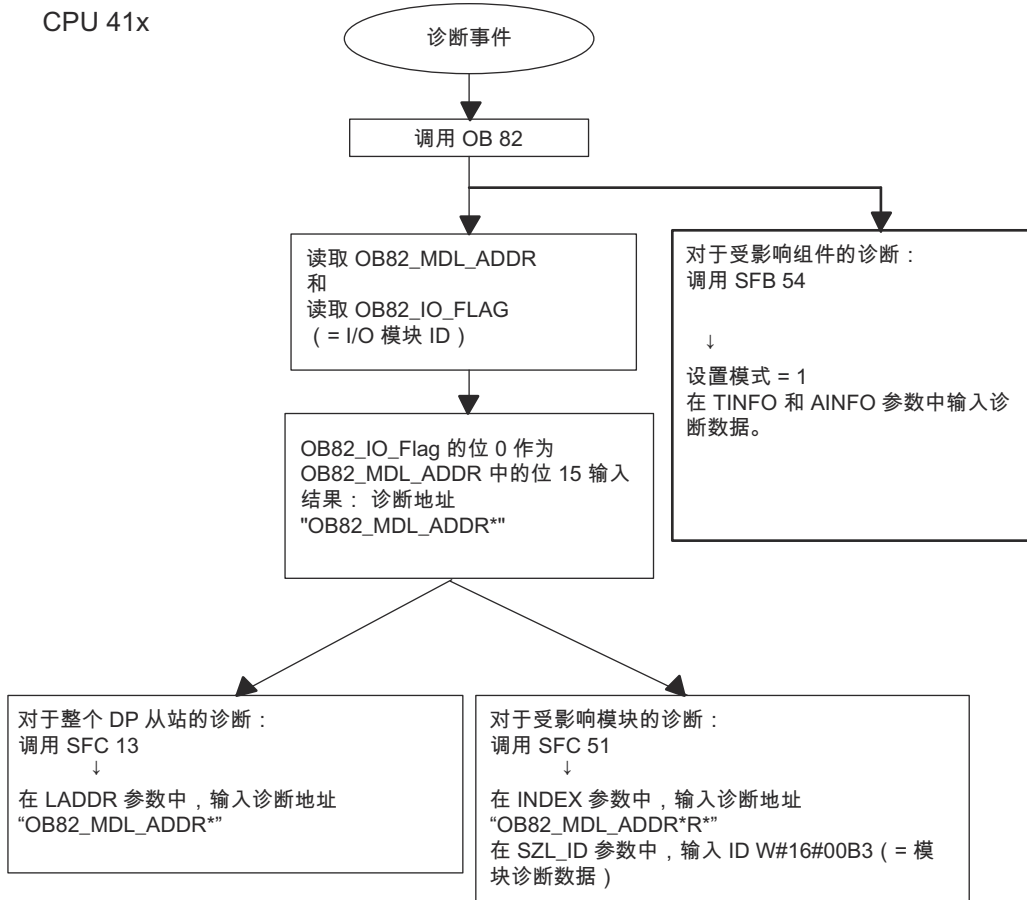 CPU 41x
诊断事件
调用 OB 82
读取 OB82_MDL_ADDR
和
读取 OB82_IO_FLAG
（= I/O 模块 ID）
对于受影响组件的诊断：
调用 SFB 54
↓
设置模式 = 1
在 TINFO 和 AINFO 参数中输入诊
断数据。
OB82_IO_Flag 的位 0 作为
OB82_MDL_ADDR 中的位 15 输入
结果： 诊断地址
"OB82_MDL_ADDR*"
对于整个 DP 从站的诊断：
调用 SFC 13
↓
在 LADDR 参数中，输入诊断地址
“OB82_MDL_ADDR*”
对于受影响模块的诊断：
调用 SFC 51
↓
在 INDEX 参数中，输入诊断地址
“OB82_MDL_ADDR*R*”
在 SZL_ID 参数中，输入 ID W#16#00B3（= 模
块诊断数据）